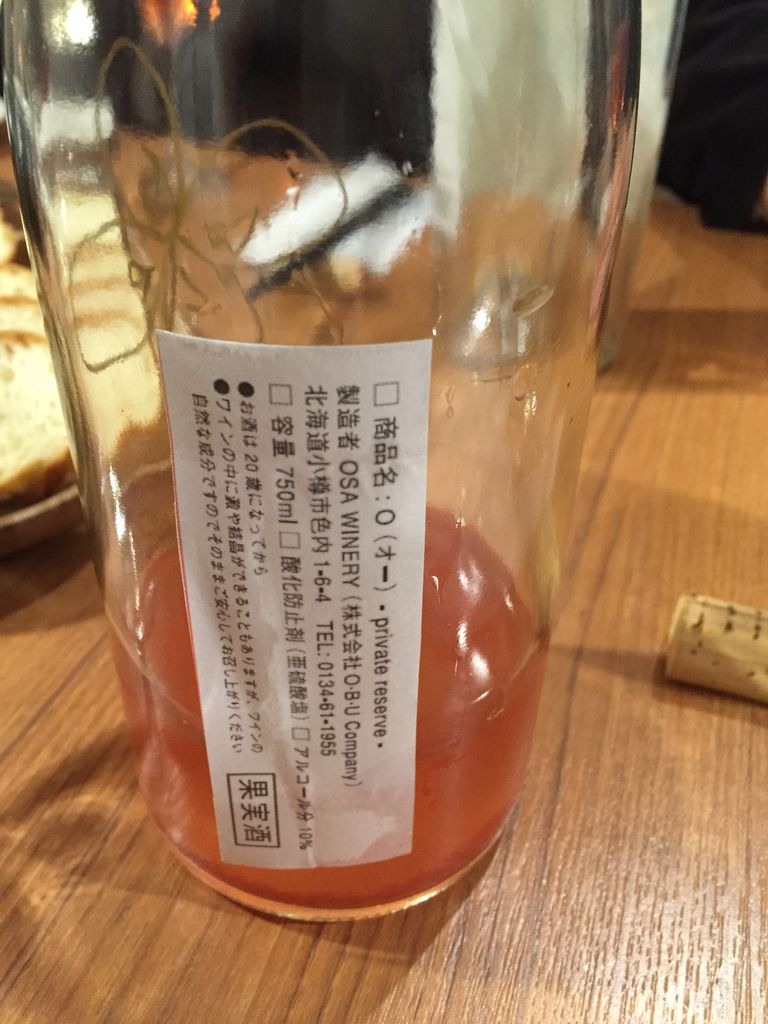 □ 商品名:O(オー)・private reserve・
製造者 OSA WINERY(株式会社 O・B・U Company)
北海道小樽市色内 1-6-4 TEL: 0134-61-1955
□ 容量 750ml □ 酸化防止剤(亜硫酸塩) □ アルコール分 10%
●お酒は 20 歳になってから
●ワインの中に澱や結晶ができることもありますが、ワインの
自然な成分ですのでそのままご安心してお召し上がりください
果実酒